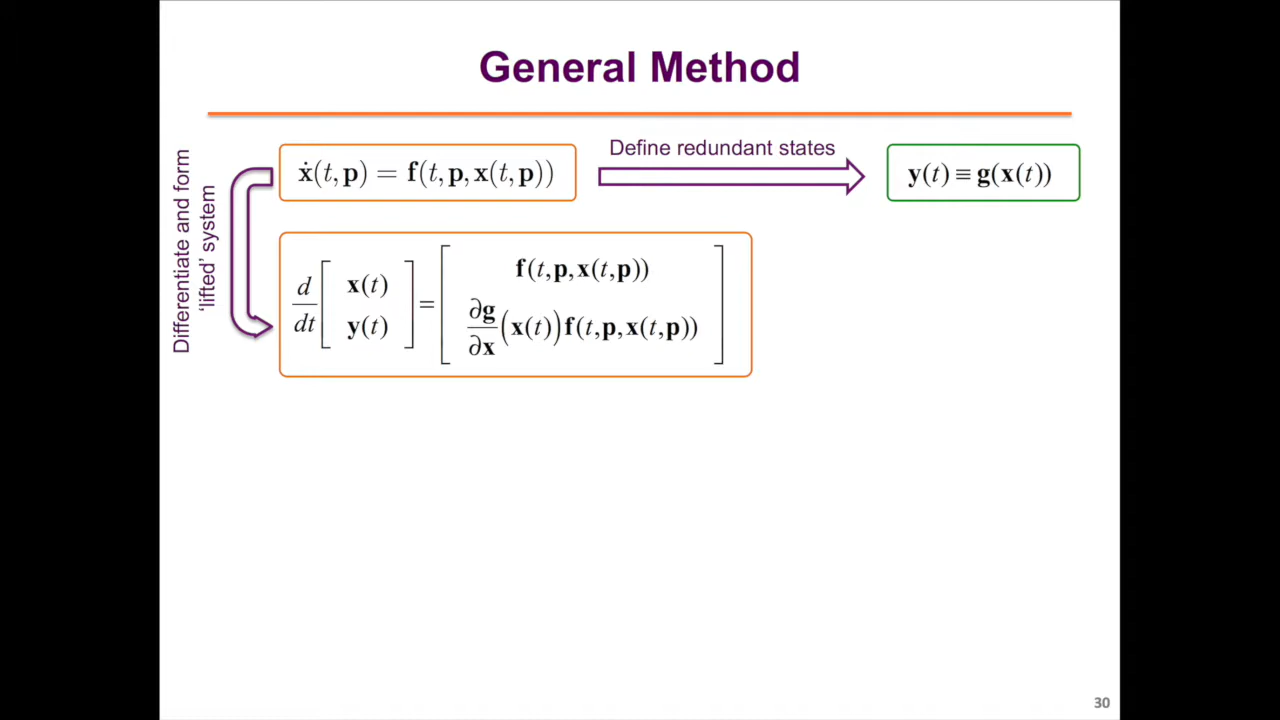 General Method
Differentiate and form
'lifted' system
ẋ(t, p) = f(t, p, x(t, p))
Define redundant states
y(t) ≡ g(x(t))
d/dt [ x(t) y(t) ] = [ f(t,p,x(t,p)) ∂g/∂x (x(t)) f(t,p,x(t,p)) ]
30